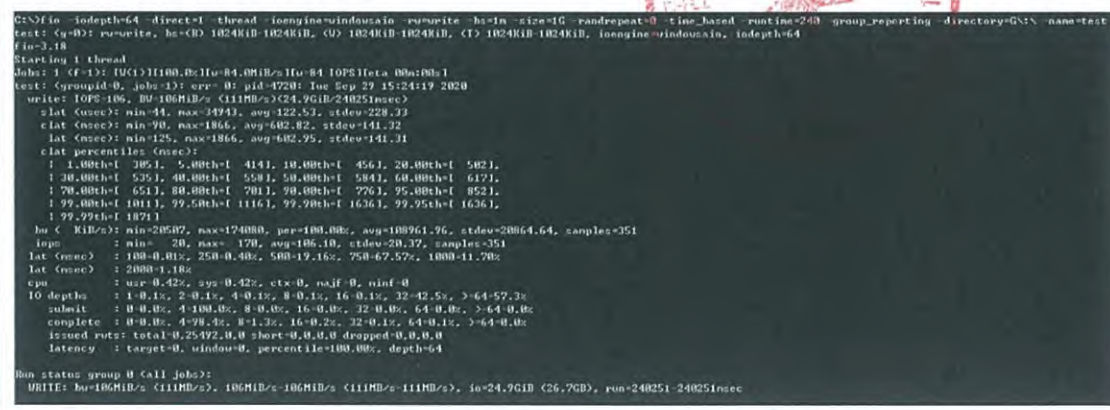 C:\>fio -iodepth=64 -direct=1 -thread -ioengine=windowsaio -rw=write -bs=1m -size=1G -randrepeat=0 -time_based -runtime=240 -group_reporting -directory=G\:\ -name=test
test: (g=0): rw=write, bs=(R) 1024KiB-1024KiB, (W) 1024KiB-1024KiB, (T) 1024KiB-1024KiB, ioengine=windowsaio, iodepth=64
fio-3.18
Starting 1 thread
Jobs: 1 (f=1): [W(1)][100.0%][w=84.0MiB/s][w=84 IOPS][eta 00m:00s]
test: (groupid=0, jobs=1): err= 0: pid=4720: Tue Sep 29 15:24:19 2020
write: IOPS=106, BW=106MiB/s (111MB/s)(24.9GiB/240251msec)
slat (usec): min=44, max=34943, avg=122.53, stdev=228.33
clat (msec): min=90, max=1866, avg=602.82, stdev=141.32
lat (msec): min=125, max=1866, avg=602.95, stdev=141.31
clat percentiles (msec):
| 1.00th=[ 305], 5.00th=[ 414], 10.00th=[ 456], 20.00th=[ 502],
| 30.00th=[ 535], 40.00th=[ 558], 50.00th=[ 584], 60.00th=[ 617],
| 70.00th=[ 651], 80.00th=[ 701], 90.00th=[ 776], 95.00th=[ 852],
| 99.00th=[ 1011], 99.50th=[ 1116], 99.90th=[ 1636], 99.95th=[ 1636],
| 99.99th=[ 1871]
bw ( KiB/s): min=20507, max=174080, per=100.00%, avg=108961.96, stdev=20864.64, samples=351
iops : min= 20, max= 170, avg=106.10, stdev=20.37, samples=351
lat (msec) : 100=0.01%, 250=0.40%, 500=19.16%, 750=67.57%, 1000=11.70%
lat (msec) : 2000=1.18%
cpu : usr=0.42%, sys=0.42%, ctx=0, majf=0, minf=0
IO depths : 1=0.1%, 2=0.1%, 4=0.1%, 8=0.1%, 16=0.1%, 32=42.5%, >=64=57.3%
submit : 0=0.0%, 4=100.0%, 8=0.0%, 16=0.0%, 32=0.0%, 64=0.0%, >=64=0.0%
complete : 0=0.0%, 4=98.4%, 8=1.3%, 16=0.2%, 32=0.1%, 64=0.1%, >=64=0.0%
issued rwts: total=0,25492,0,0 short=0,0,0,0 dropped=0,0,0,0
latency : target=0, window=0, percentile=100.00%, depth=64
Run status group 0 (all jobs):
WRITE: bw=106MiB/s (111MB/s), 106MiB/s-106MiB/s (111MB/s-111MB/s), io=24.9GiB (26.7GB), run=240251-240251msec